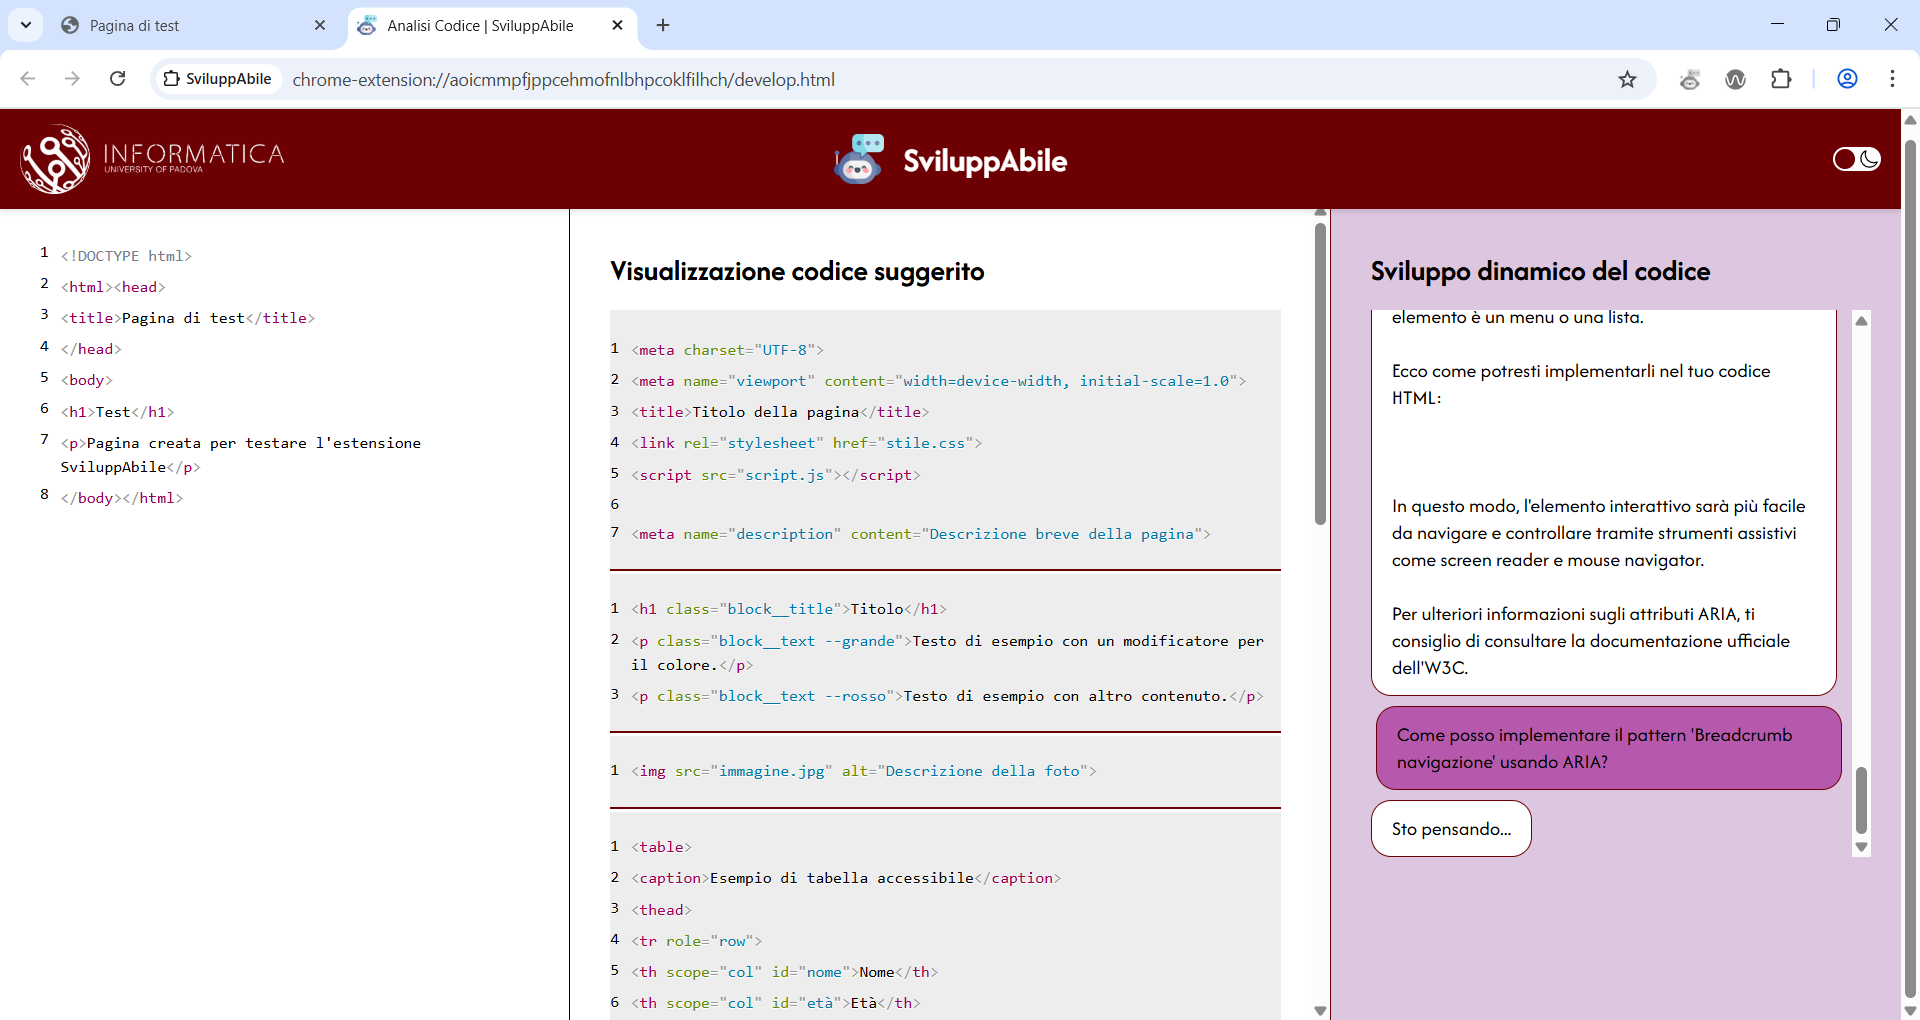 Pagina di test
Analisi Codice | SviluppAbile
SviluppAbile
chrome-extension://aoicmmpfjppcehmofnlbhpcoklfilhch/develop.html
INFORMATICA
UNIVERSITY OF PADOVA
SviluppAbile
1 <!DOCTYPE html>
2 <html><head>
3 <title>Pagina di test</title>
4 </head>
5 <body>
6 <h1>Test</h1>
7 <p>Pagina creata per testare l'estensione
SviluppAbile</p>
8 </body></html>
Visualizzazione codice suggerito
1 <meta charset="UTF-8">
2 <meta name="viewport" content="width=device-width, initial-scale=1.0">
3 <title>Titolo della pagina</title>
4 <link rel="stylesheet" href="stile.css">
5 <script src="script.js"></script>
6
7 <meta name="description" content="Descrizione breve della pagina">
1 <h1 class="block__title">Titolo</h1>
2 <p class="block__text --grande">Testo di esempio con un modificatore per
il colore.</p>
3 <p class="block__text --rosso">Testo di esempio con altro contenuto.</p>
1 <img src="immagine.jpg" alt="Descrizione della foto">
1 <table>
2 <caption>Esempio di tabella accessibile</caption>
3 <thead>
4 <tr role="row">
5 <th scope="col" id="nome">Nome</th>
6 <th scope="col" id="età">Età</th>
Sviluppo dinamico del codice
elemento è un menu o una lista.
Ecco come potresti implementarli nel tuo codice
HTML:
In questo modo, l'elemento interattivo sarà più facile
da navigare e controllare tramite strumenti assistivi
come screen reader e mouse navigator.
Per ulteriori informazioni sugli attributi ARIA, ti
consiglio di consultare la documentazione ufficiale
dell'W3C.
Come posso implementare il pattern 'Breadcrumb
navigazione' usando ARIA?
Sto pensando...